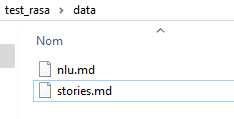 test_rasa > data
Nom
nlu.md
stories.md